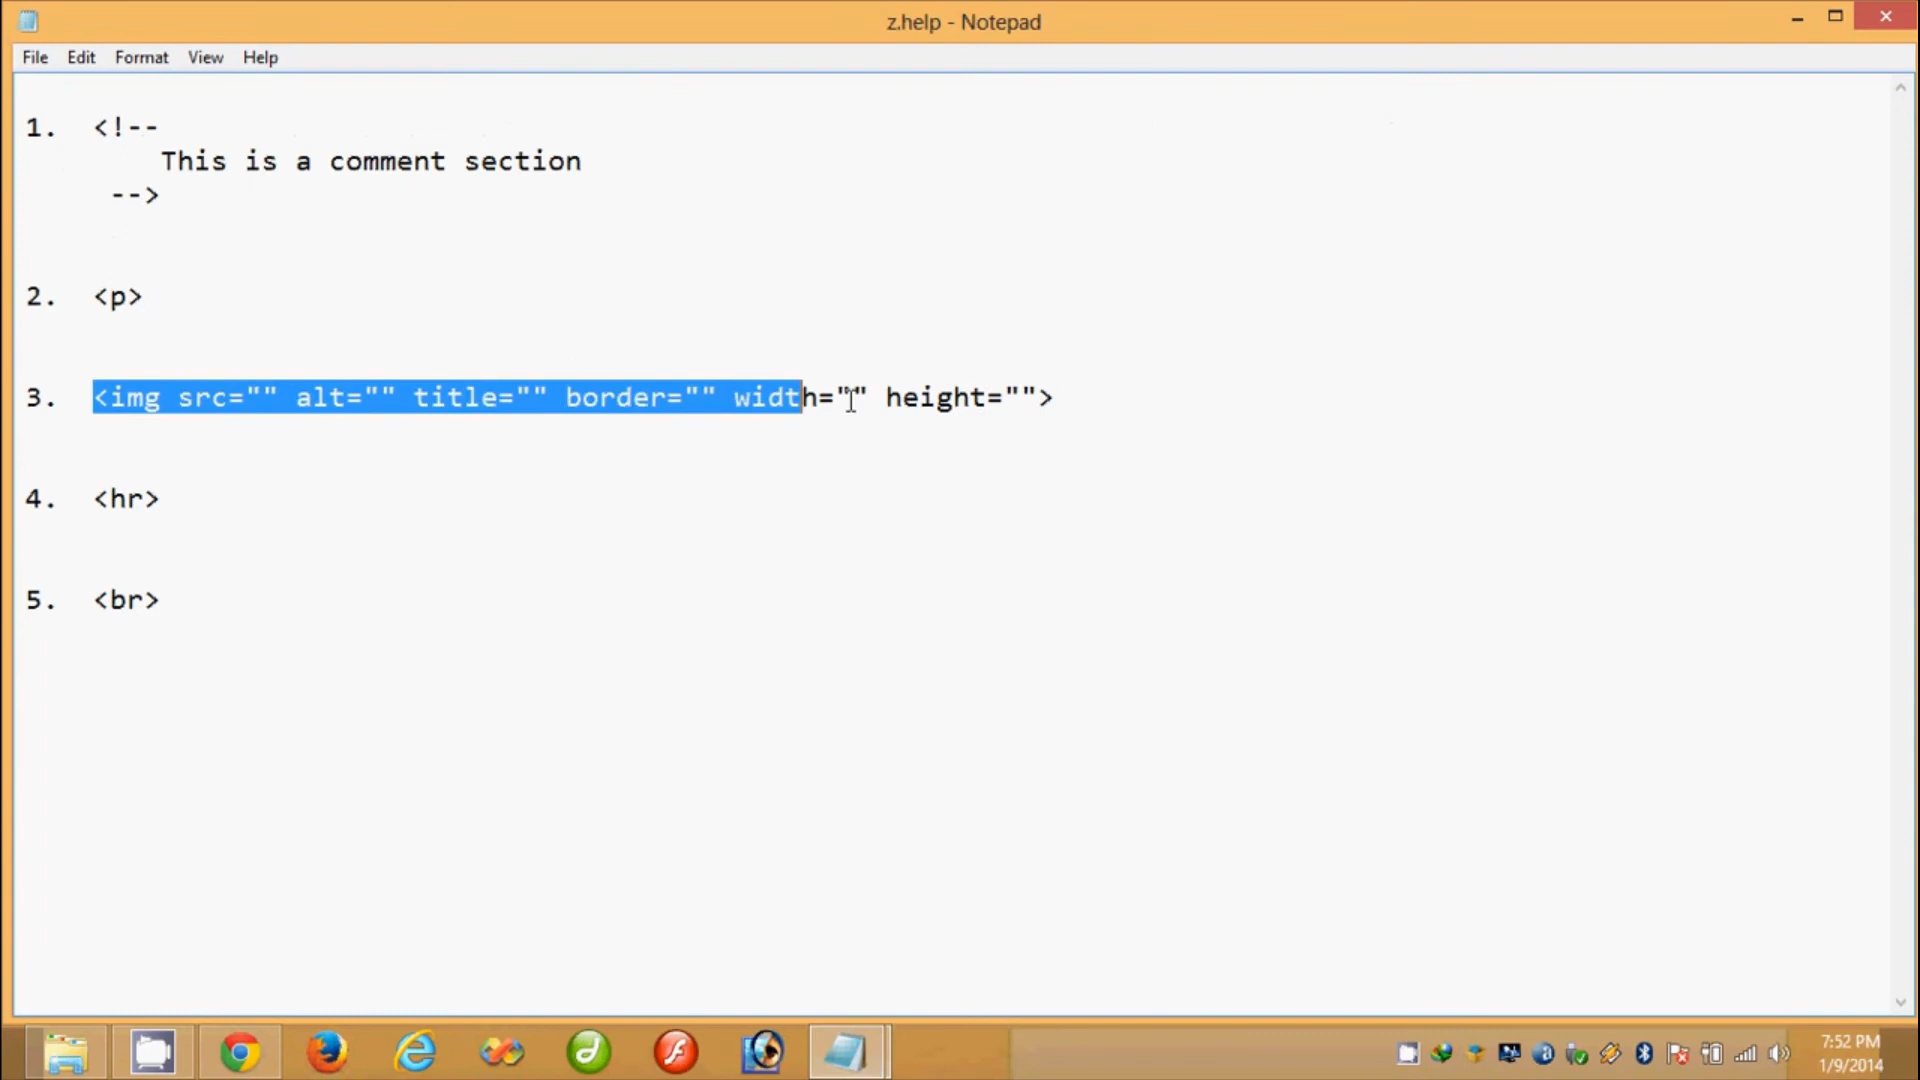 z.help - Notepad
File Edit Format View Help
1. <!--
This is a comment section
-->
2. <p>
3. <img src="" alt="" title="" border="" width="" height="">
4. <hr>
5. <br>
7:52 PM
1/9/2014